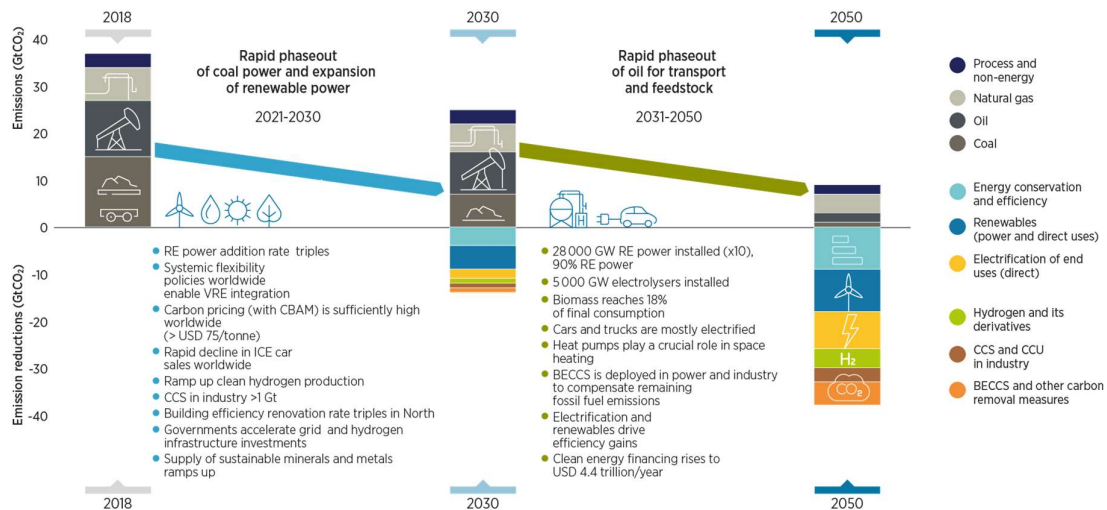 2018
2030
2050
Emissions (GtCO₂)
40
30
20
10
0
-10
-20
-30
-40
Emission reductions (GtCO₂)
Rapid phaseout
of coal power and expansion
of renewable power
2021-2030
Rapid phaseout
of oil for transport
and feedstock
2031-2050
RE power addition rate triples
Systemic flexibility
policies worldwide
enable VRE integration
Carbon pricing (with CBAM) is sufficiently high
worldwide
(> USD 75/tonne)
Rapid decline in ICE car
sales worldwide
Ramp up clean hydrogen production
CCS in industry >1 Gt
Building efficiency renovation rate triples in North
Governments accelerate grid and hydrogen
infrastructure investments
Supply of sustainable minerals and metals
ramps up
H
28 000 GW RE power installed (x10),
90% RE power
5 000 GW electrolysers installed
Biomass reaches 18%
of final consumption
Cars and trucks are mostly electrified
Heat pumps play a crucial role in space
heating
BECCS is deployed in power and industry
to compensate remaining
fossil fuel emissions
Electrification and
renewables drive
efficiency gains
Clean energy financing rises to
USD 4.4 trillion/year
H₂
CO₂
Process and
non-energy
Natural gas
Oil
Coal
Energy conservation
and efficiency
Renewables
(power and direct uses)
Electrification of end
uses (direct)
Hydrogen and its
derivatives
CCS and CCU
in industry
BECCS and other carbon
removal measures
2018
2030
2050